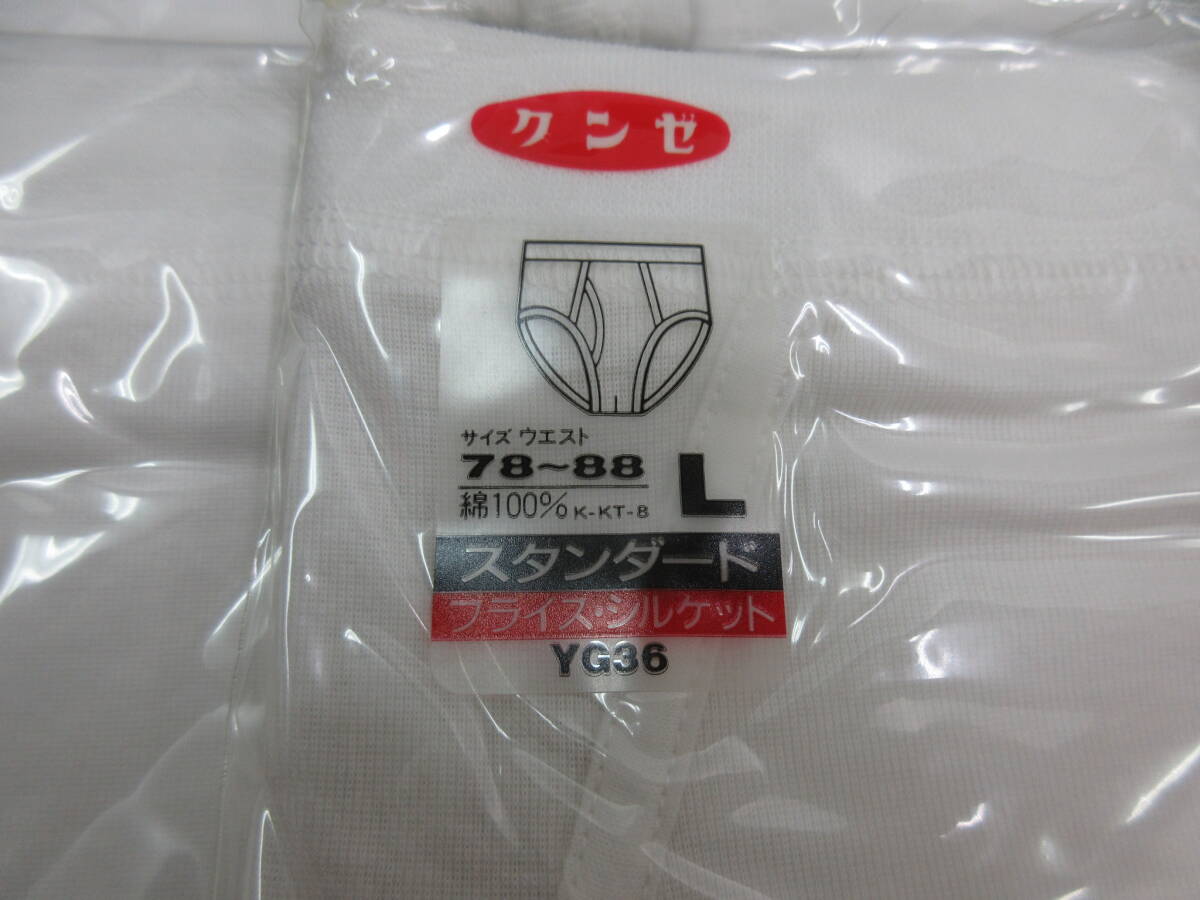 クンゼ
サイズ ウエスト
78~88 L
綿100% K-KT-8
スタンダード
フライス・シルケット
YG36